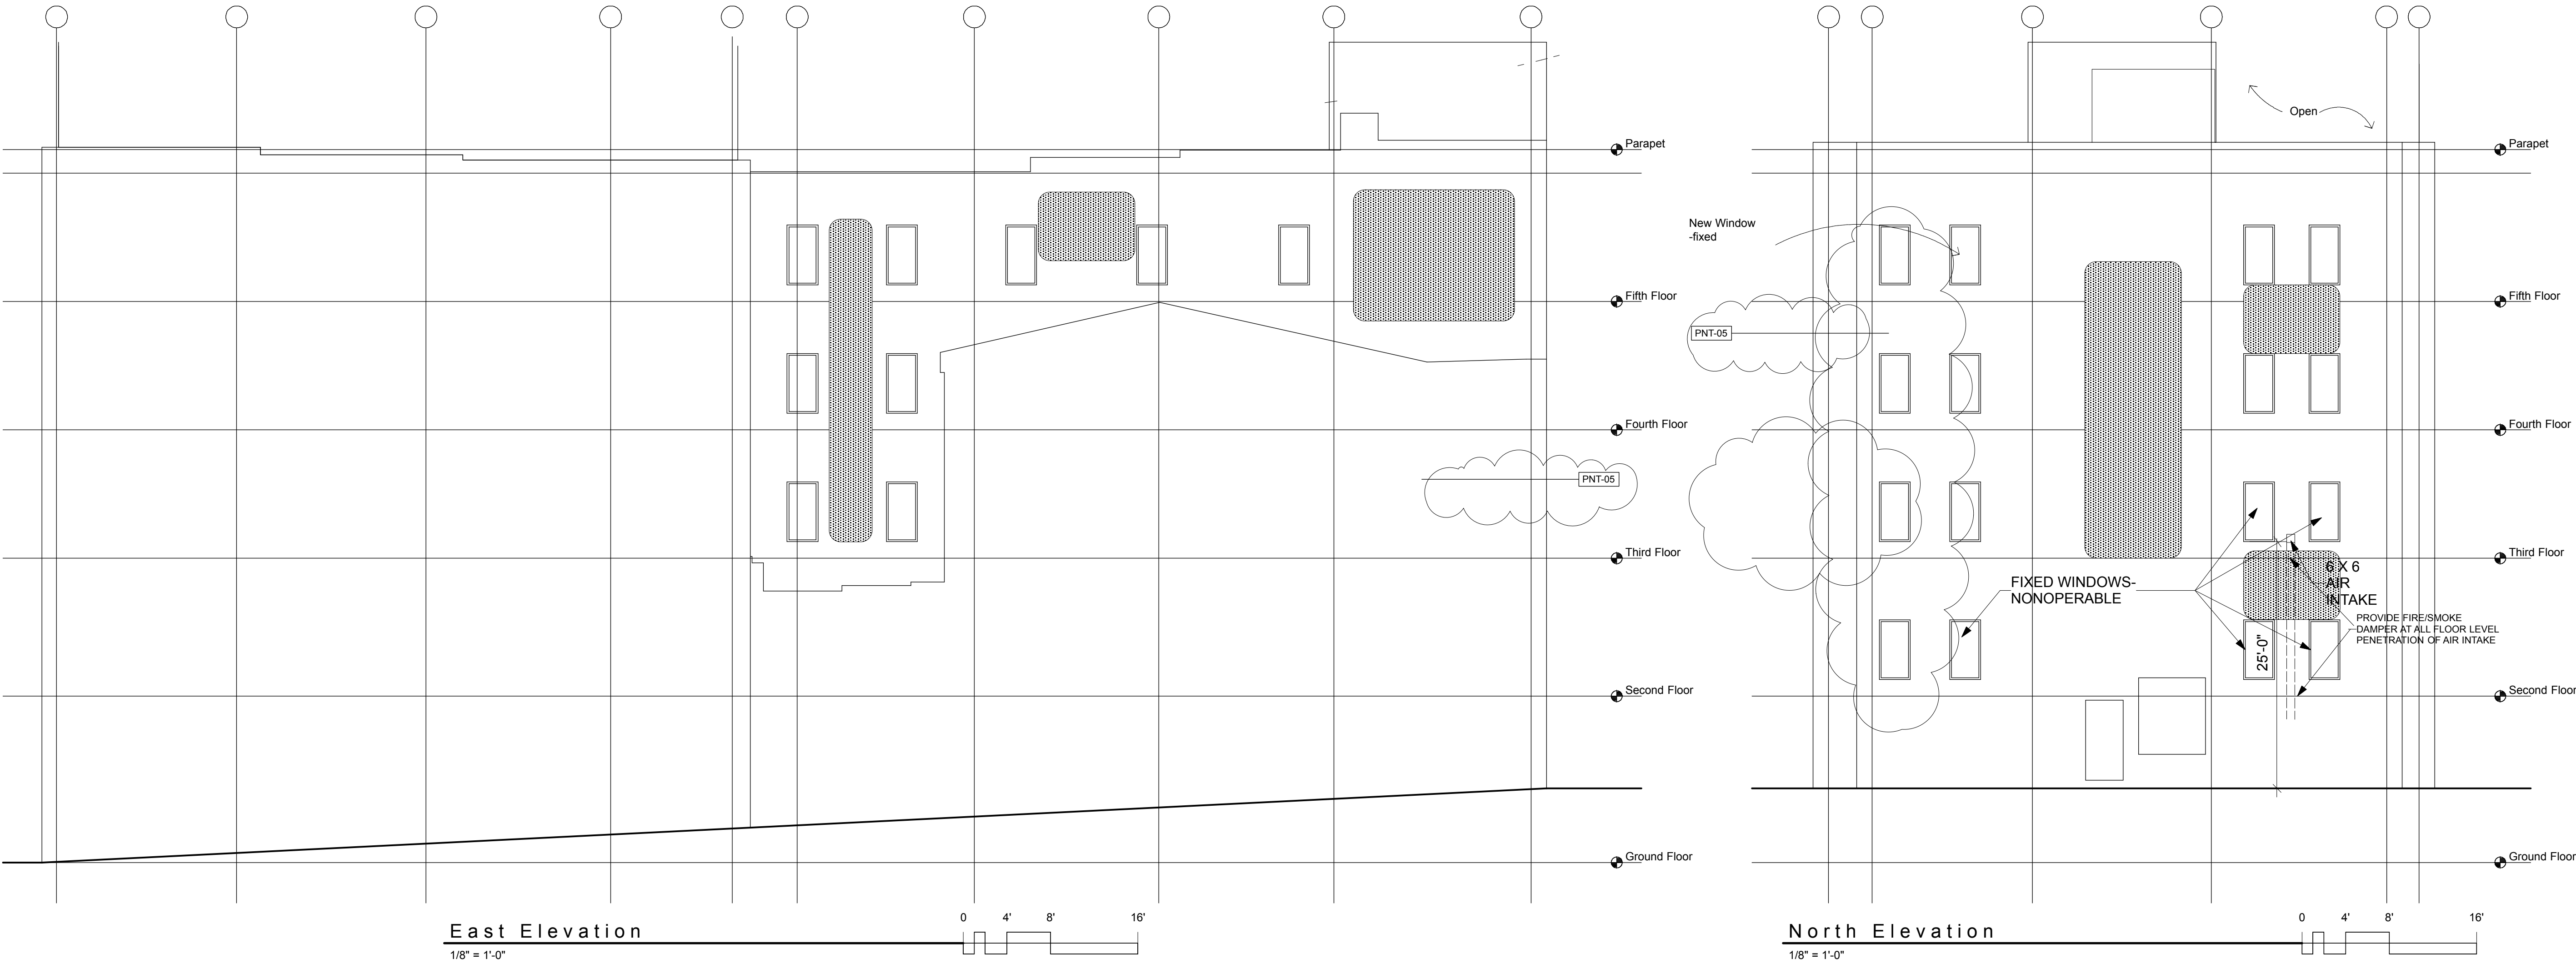 Parapet
Fifth Floor
Fourth Floor
PNT-05
Third Floor
Second Floor
Ground Floor
East Elevation
1/8" = 1'-0"
0 4' 8' 16'
Open
Parapet
New Window
-fixed
Fifth Floor
PNT-05
Fourth Floor
Third Floor
6 X 6
AIR
INTAKE
FIXED WINDOWS-
NONOPERABLE
PROVIDE FIRE/SMOKE
DAMPER AT ALL FLOOR LEVEL
PENETRATION OF AIR INTAKE
25'-0"
Second Floor
Ground Floor
North Elevation
1/8" = 1'-0"
0 4' 8' 16'